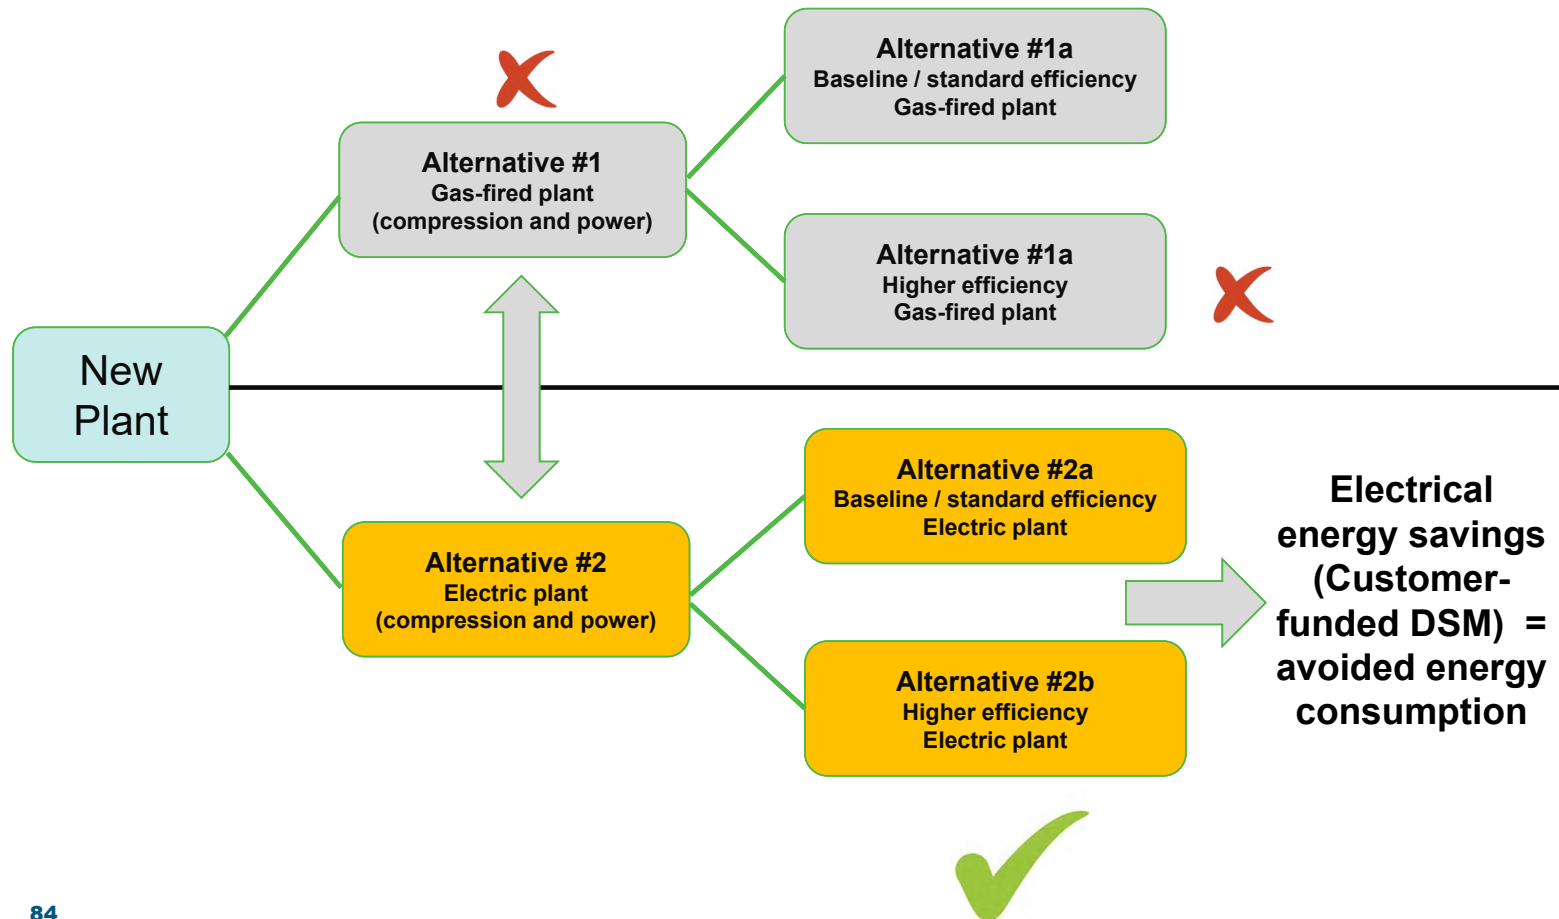 New
Plant
Alternative #1
Gas-fired plant
(compression and power)
Alternative #1a
Baseline / standard efficiency
Gas-fired plant
Alternative #1a
Higher efficiency
Gas-fired plant
Alternative #2
Electric plant
(compression and power)
Alternative #2a
Baseline / standard efficiency
Electric plant
Alternative #2b
Higher efficiency
Electric plant
Electrical
energy savings
(Customer-
funded DSM) =
avoided energy
consumption
84